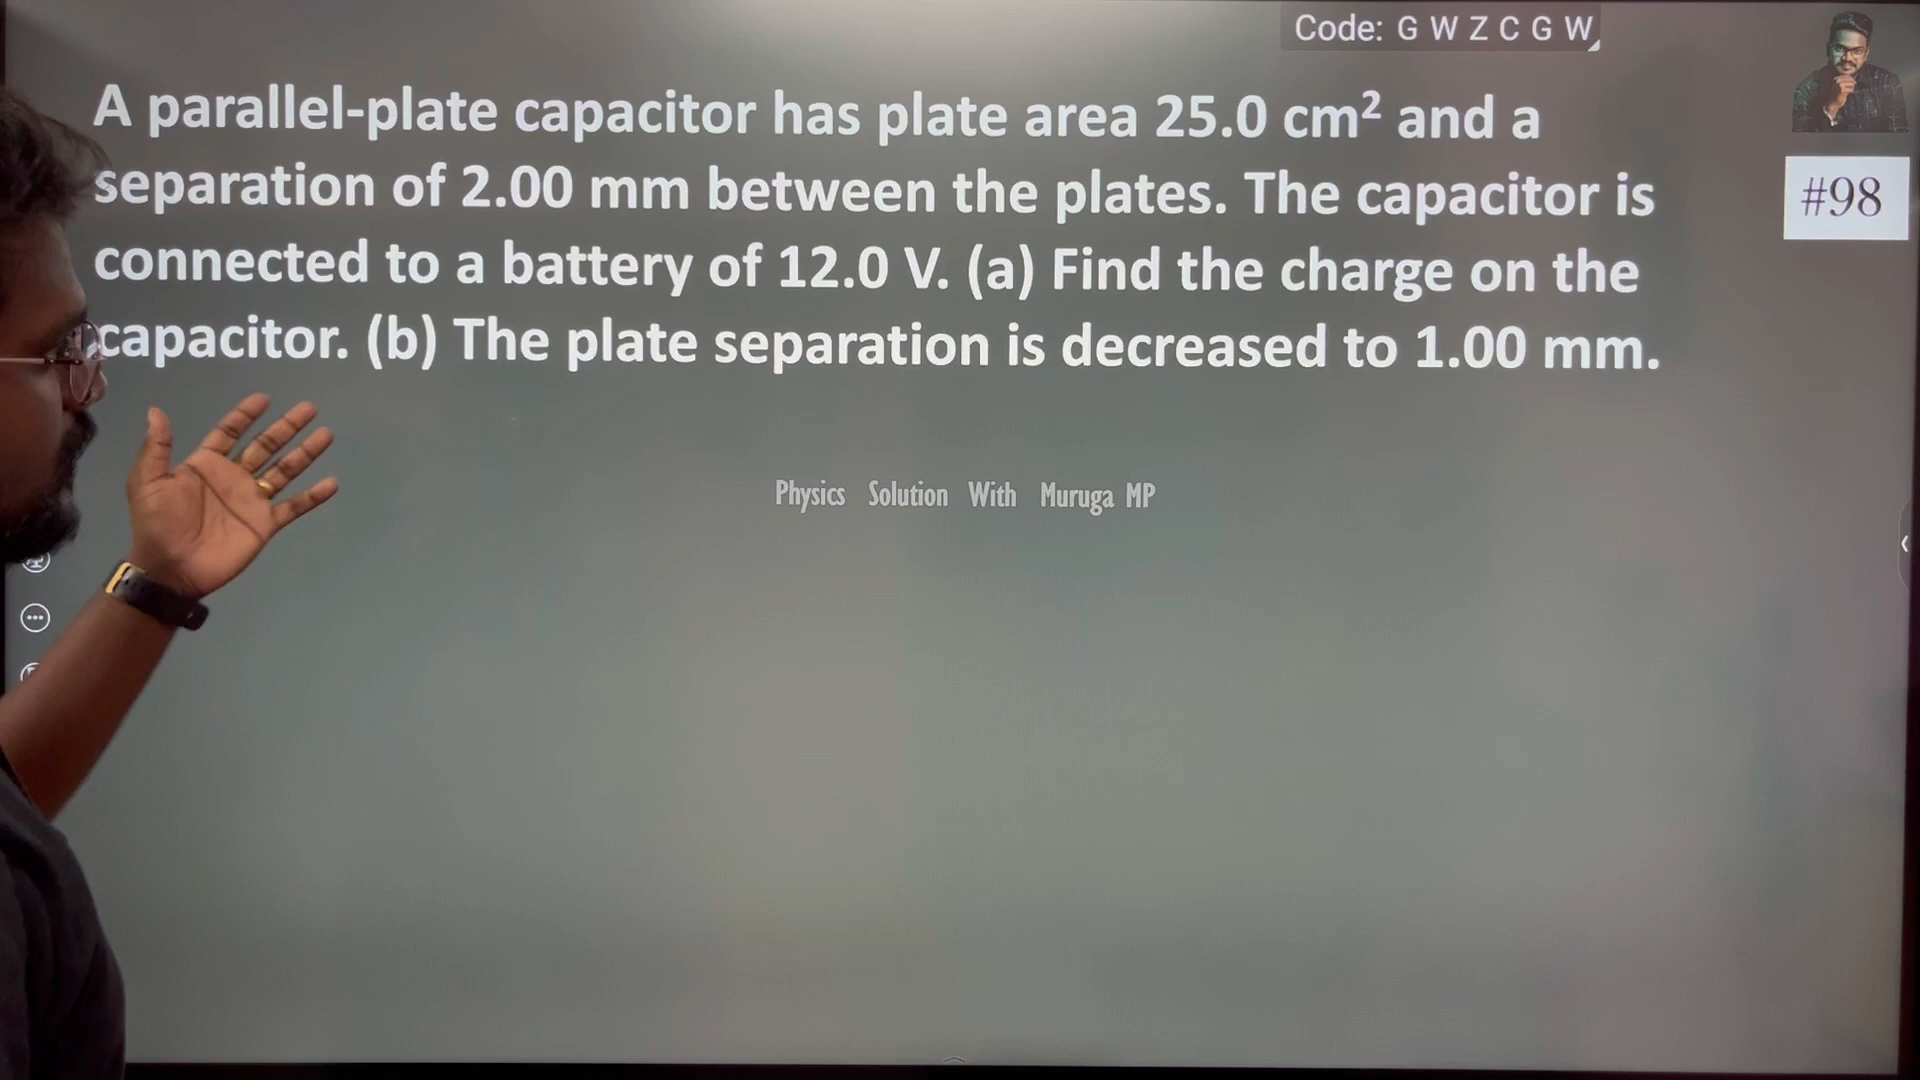 Code: G W Z C G W
A parallel-plate capacitor has plate area 25.0 cm² and a
#98
separation of 2.00 mm between the plates. The capacitor is
connected to a battery of 12.0 V. (a) Find the charge on the
capacitor. (b) The plate separation is decreased to 1.00 mm.
Physics Solution With Muruga MP